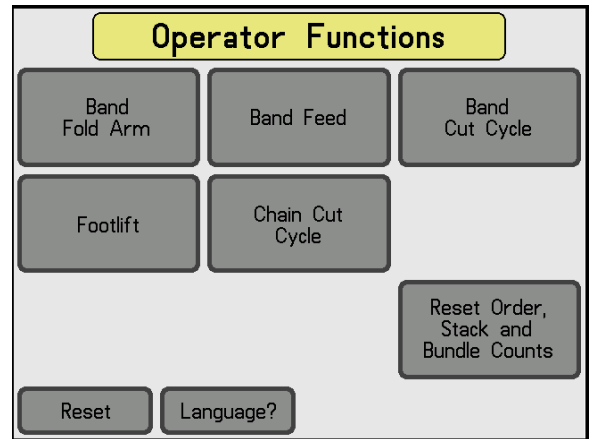 Operator Functions
Band
Fold Arm
Band Feed
Band
Cut Cycle
Footlift
Chain Cut
Cycle
Reset Order,
Stack and
Bundle Counts
Reset
Language?